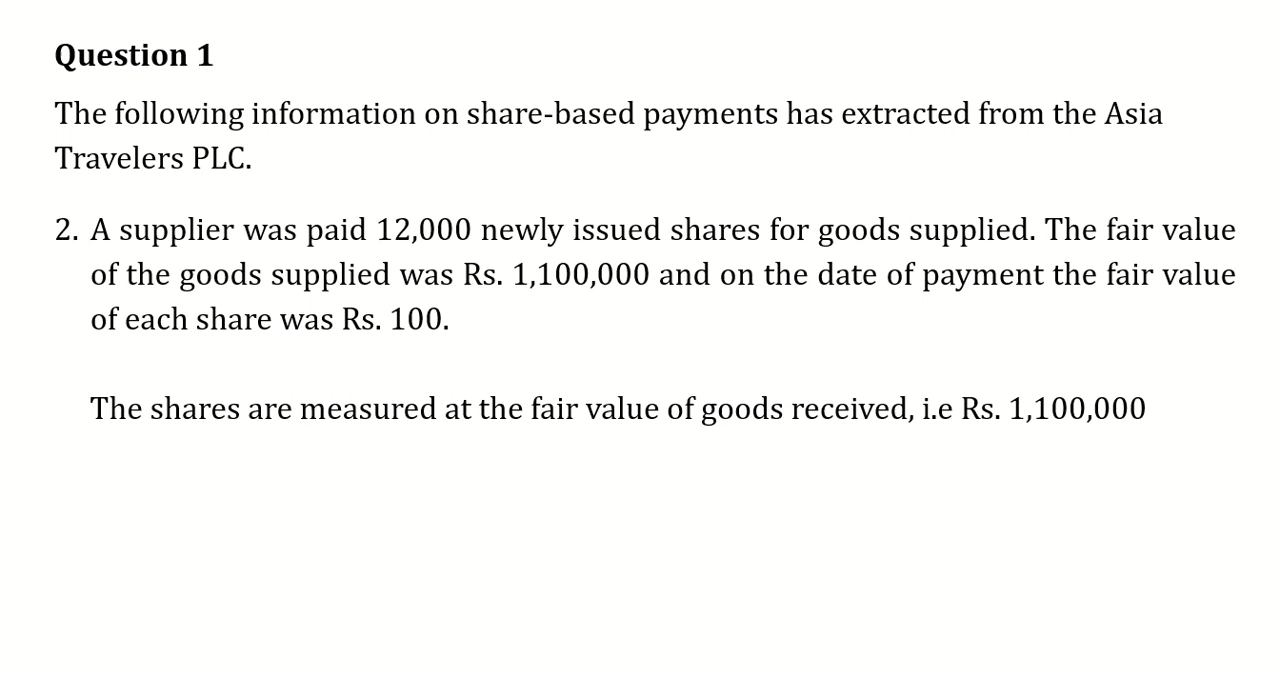 Question 1
The following information on share-based payments has extracted from the Asia
Travelers PLC.
2. A supplier was paid 12,000 newly issued shares for goods supplied. The fair value
of the goods supplied was Rs. 1,100,000 and on the date of payment the fair value
of each share was Rs. 100.
The shares are measured at the fair value of goods received, i.e Rs. 1,100,000